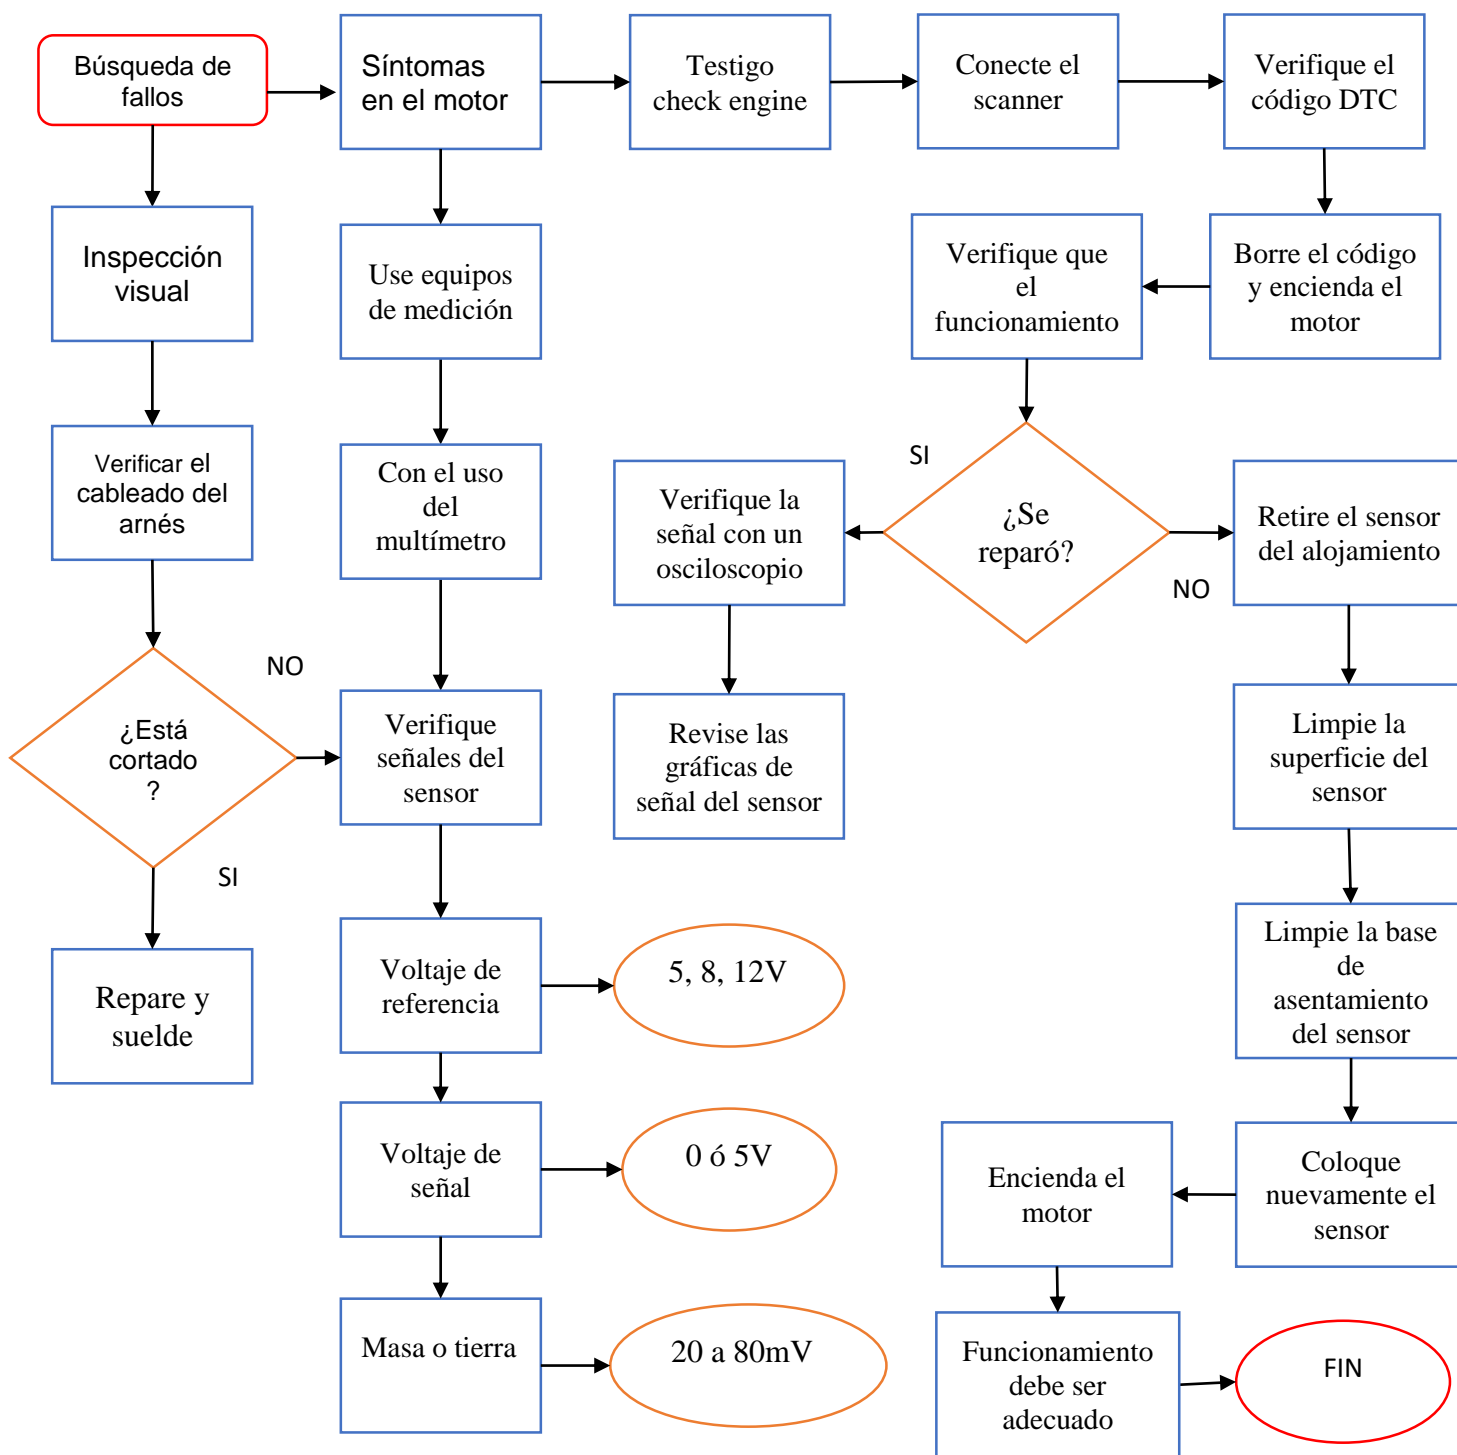 Búsqueda de
fallos
Síntomas
en el motor
Testigo
check engine
Conecte el
scanner
Verifique el
código DTC
Inspección
visual
Use equipos
de medición
Verifique que
el
funcionamiento
Borre el código
y encienda el
motor
Verificar el
cableado del
arnés
Con el uso
del
multímetro
SI
Verifique la
señal con un
osciloscopio
¿Se
reparó?
NO
Retire el sensor
del alojamiento
NO
¿Está
cortado
?
SI
Verifique
señales del
sensor
Revise las
gráficas de
señal del sensor
Limpie la
superficie del
sensor
Repare y
suelde
Voltaje de
referencia
5, 8, 12V
Limpie la base
de
asentamiento
del sensor
Voltaje de
señal
0 ó 5V
Encienda el
motor
Coloque
nuevamente el
sensor
Masa o tierra
20 a 80mV
Funcionamiento
debe ser
adecuado
FIN